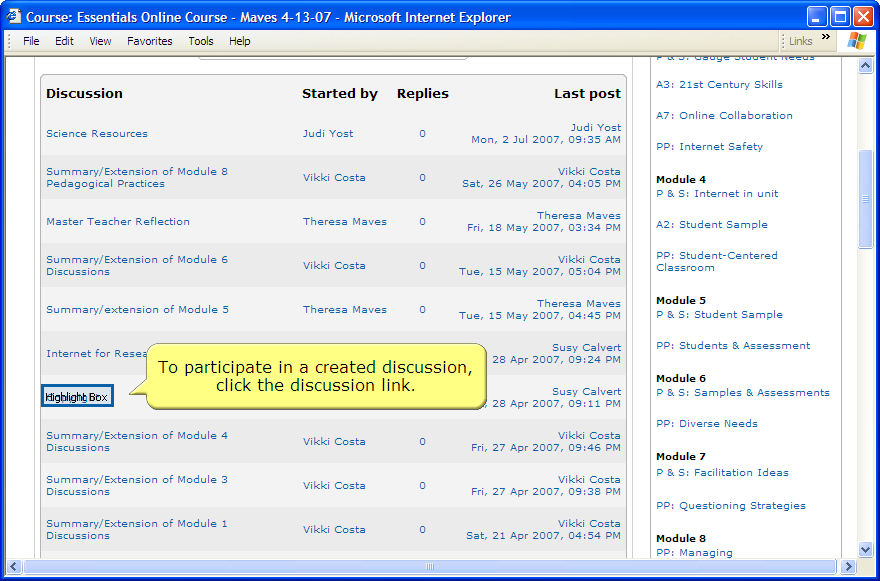 Course: Essentials Online Course - Maves 4-13-07 - Microsoft Internet Explorer
File Edit View Favorites Tools Help Links »
Discussion Started by Replies Last post
Science Resources Judi Yost 0 Judi Yost
Mon, 2 Jul 2007, 09:35 AM
Summary/Extension of Module 8
Pedagogical Practices Vikki Costa 0 Vikki Costa
Sat, 26 May 2007, 04:05 PM
Master Teacher Reflection Theresa Maves 0 Theresa Maves
Fri, 18 May 2007, 03:34 PM
Summary/Extension of Module 6
Discussions Vikki Costa 0 Vikki Costa
Tue, 15 May 2007, 05:04 PM
Summary/extension of Module 5 Theresa Maves 0 Theresa Maves
Tue, 15 May 2007, 04:45 PM
Internet for Resea Susy Calvert
28 Apr 2007, 09:24 PM
To participate in a created discussion,
click the discussion link.
Highlight Box Susy Calvert
28 Apr 2007, 09:11 PM
Summary/Extension of Module 4
Discussions Vikki Costa 0 Vikki Costa
Fri, 27 Apr 2007, 09:46 PM
Summary/Extension of Module 3
Discussions Vikki Costa 0 Vikki Costa
Fri, 27 Apr 2007, 09:38 PM
Summary/Extension of Module 1
Discussions Vikki Costa 0 Vikki Costa
Sat, 21 Apr 2007, 04:54 PM
P & S: Gauge Student Needs
A3: 21st Century Skills
A7: Online Collaboration
PP: Internet Safety
Module 4
P & S: Internet in unit
A2: Student Sample
PP: Student-Centered
Classroom
Module 5
P & S: Student Sample
PP: Students & Assessment
Module 6
P & S: Samples & Assessments
PP: Diverse Needs
Module 7
P & S: Facilitation Ideas
PP: Questioning Strategies
Module 8
PP: Managing